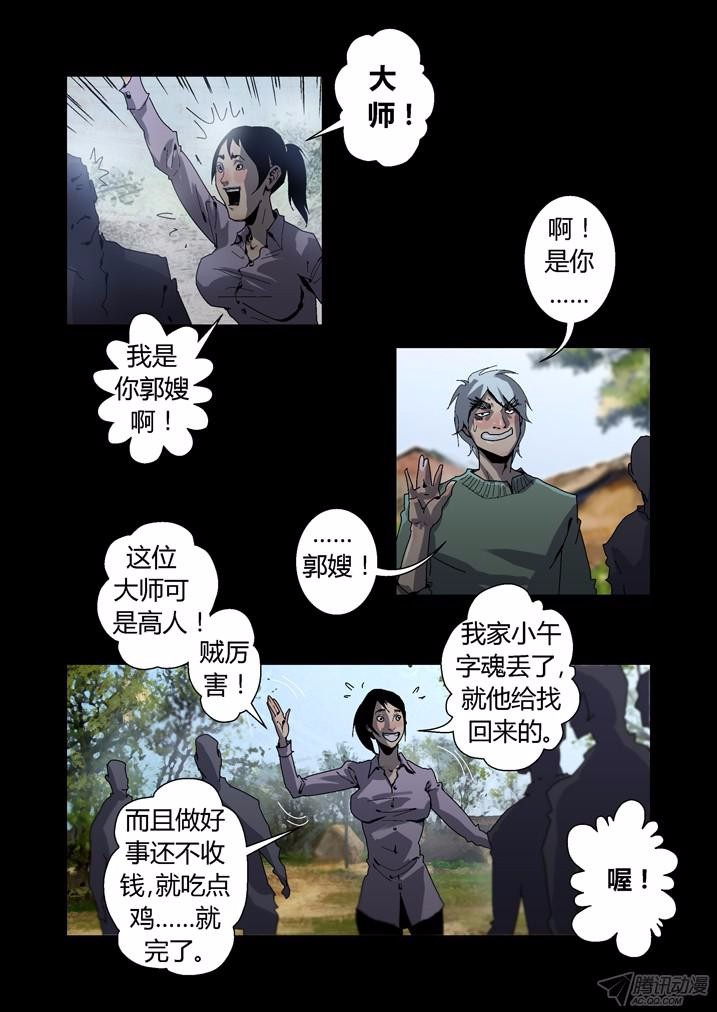 大
师！
我是
你郭嫂
啊！
啊！
是你
……
……
郭嫂！
这位
大师可
是高人！
贼厉
害！
我家小午
字魂丢了，
就他给找
回来的。
而且做好
事还不收
钱，就吃点
鸡……就
完了。
喔！
腾讯动漫
AC.QQ.COM